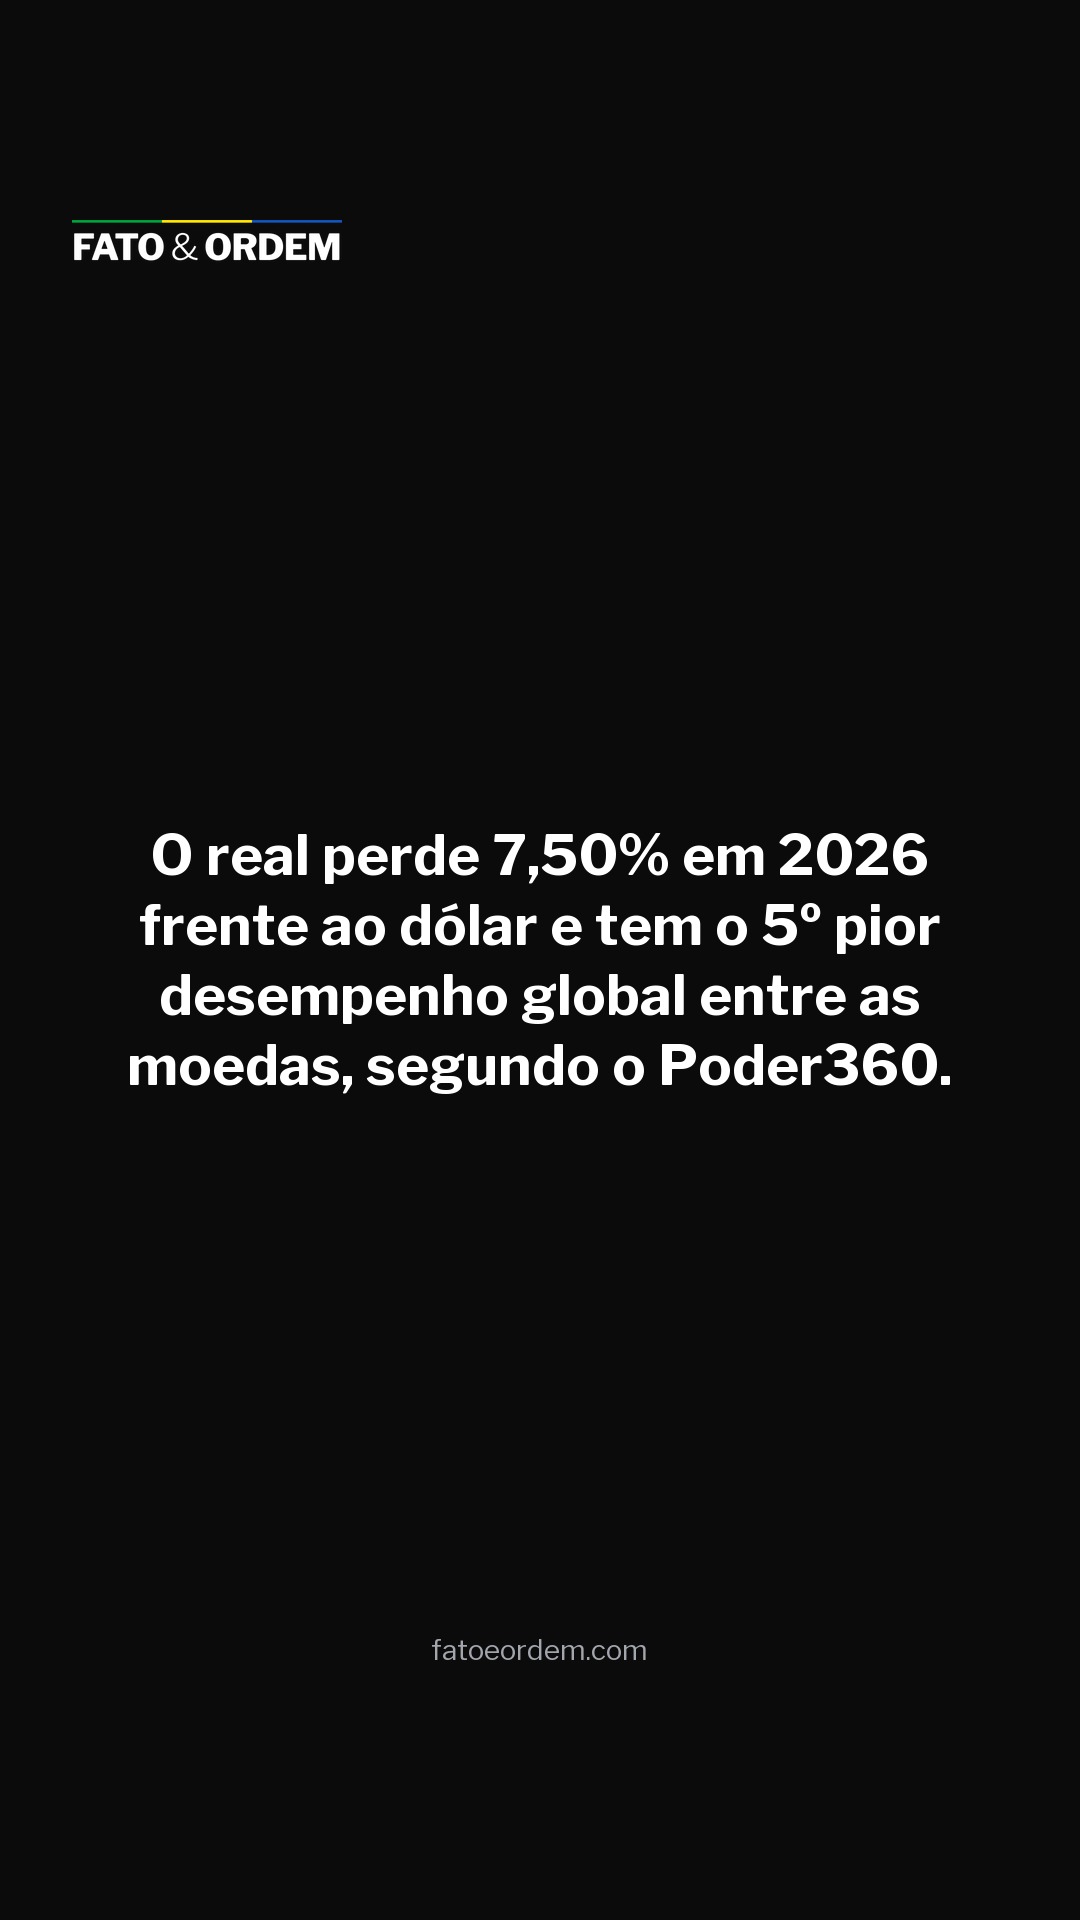 FATO & ORDEM
O real perde 7,50% em 2026
frente ao dólar e tem o 5º pior
desempenho global entre as
moedas, segundo o Poder360.
fatoeordem.com